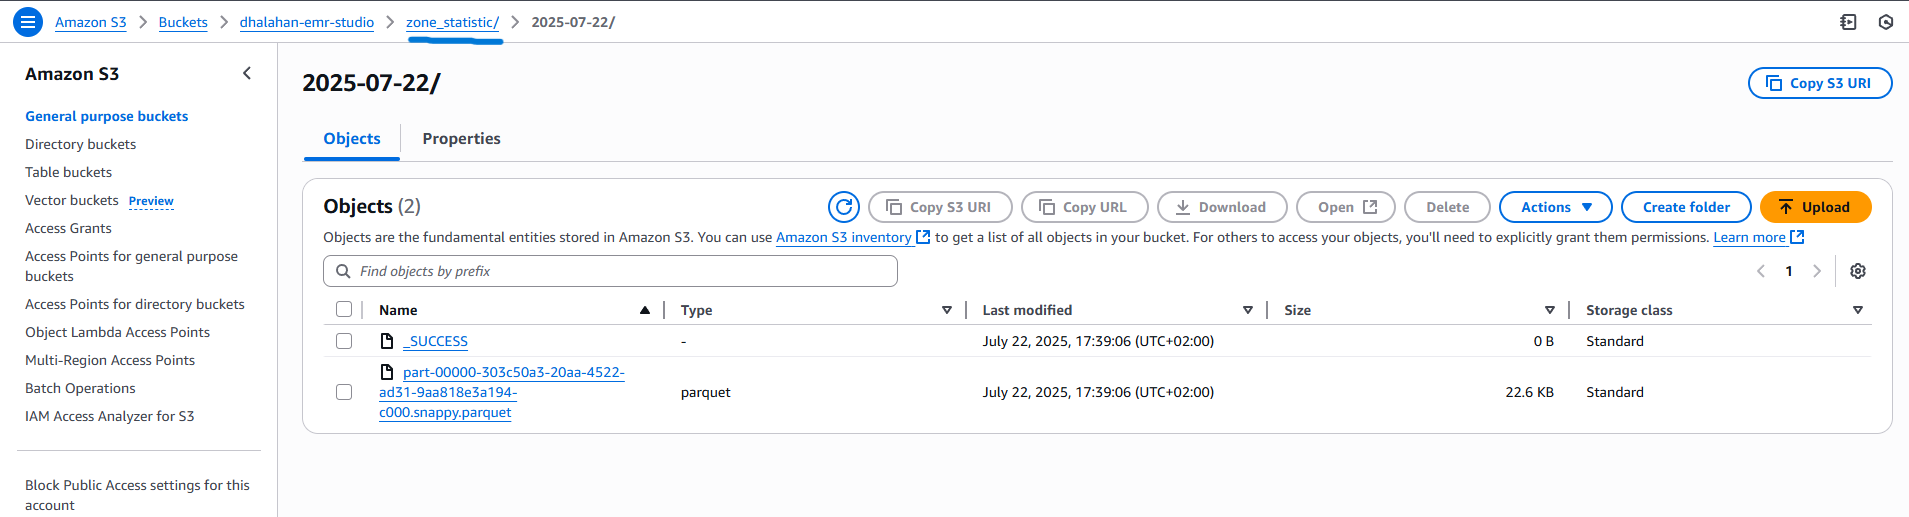 Amazon S3 > Buckets > dhalahan-emr-studio > zone_statistic/ > 2025-07-22/
Amazon S3
General purpose buckets
Directory buckets
Table buckets
Vector buckets Preview
Access Grants
Access Points for general purpose
buckets
Access Points for directory buckets
Object Lambda Access Points
Multi-Region Access Points
Batch Operations
IAM Access Analyzer for S3
Block Public Access settings for this
account
2025-07-22/
Copy S3 URI
Objects Properties
Objects (2)
Copy S3 URI Copy URL Download Open Delete Actions Create folder Upload
Objects are the fundamental entities stored in Amazon S3. You can use Amazon S3 inventory to get a list of all objects in your bucket. For others to access your objects, you'll need to explicitly grant them permissions. Learn more
Find objects by prefix
1
Name Type Last modified Size Storage class
_SUCCESS - July 22, 2025, 17:39:06 (UTC+02:00) 0 B Standard
part-00000-303c50a3-20aa-4522-
ad31-9aa818e3a194- parquet July 22, 2025, 17:39:06 (UTC+02:00) 22.6 KB Standard
c000.snappy.parquet